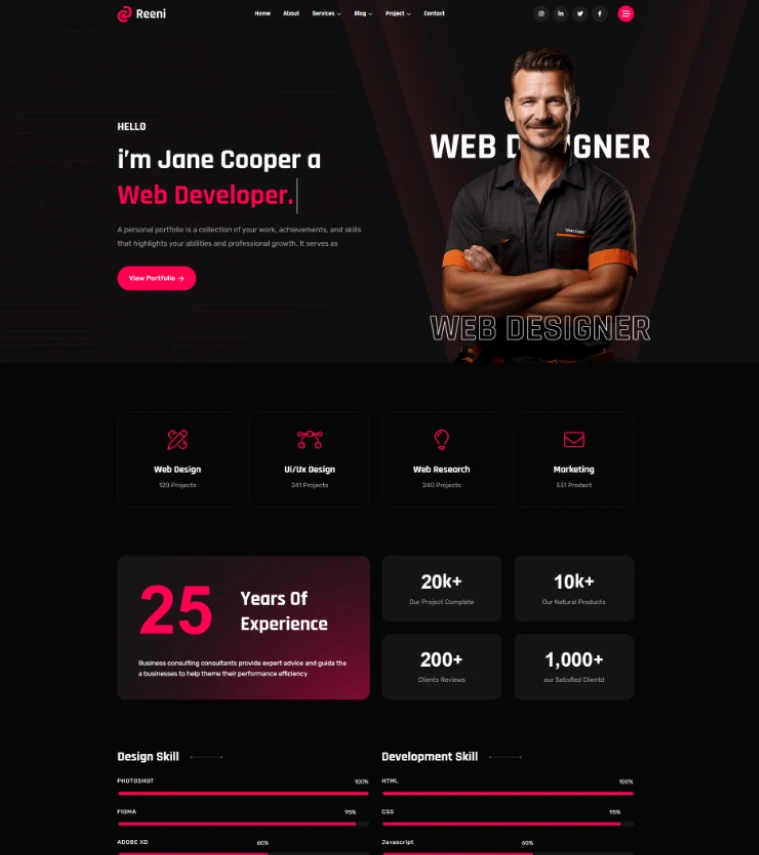 Reeni
Home About Services Blog Project Contact
HELLO
i'm Jane Cooper a
Web Developer.
A personal portfolio is a collection of your work, achievements, and skills
that highlights your abilities and professional growth. It serves as
View Portfolio →
WEB DESIGNER
WEB DESIGNER
Web Design
120 Projects
Ui/Ux Design
241 Projects
Web Research
240 Projects
Marketing
331 Prodect
25
Years Of
Experience
Business consulting consultants provide expert advice and guida the
a businesses to help theme their performance efficiency
20k+
Our Project Complete
10k+
Our Natural Products
200+
Clients Reviews
1,000+
our Satisfied Clientd
Design Skill
PHOTOSHOT 100%
FIGMA 95%
ADOBE XD 60%
Development Skill
HTML 100%
CSS 95%
Javascript 60%